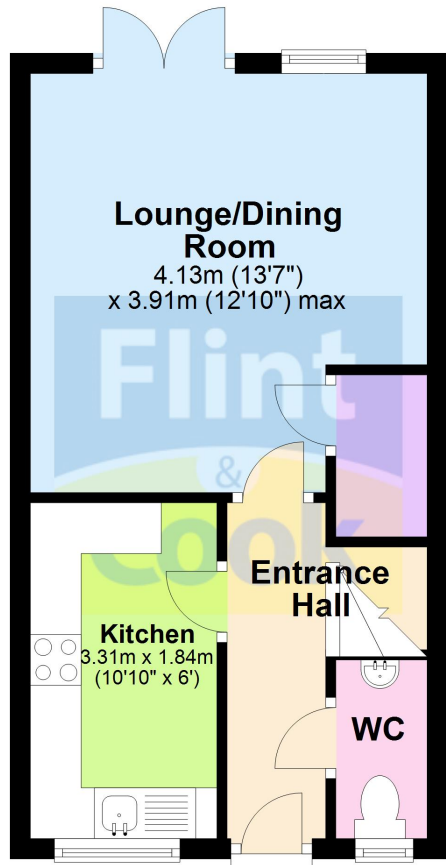 Lounge/Dining
Room
4.13m (13'7")
x 3.91m (12'10") max
Flint
&
Cook
Entrance
Hall
Kitchen
3.31m x 1.84m
(10'10" x 6')
WC